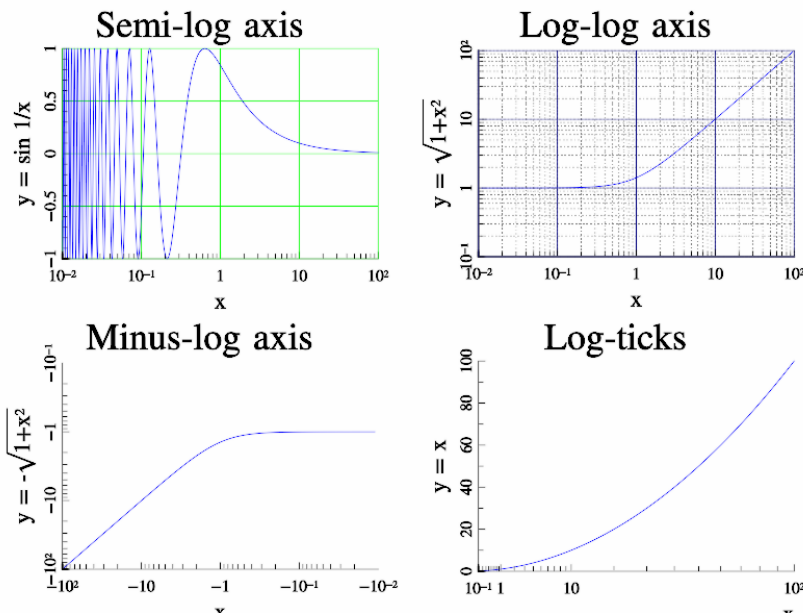 Semi-log axis
y = sin 1/x
1
0.5
0
−0.5
−1
10⁻² 10⁻¹ 1 10 10²
x
Log-log axis
y = √1+x²
10²
10
1
10⁻¹
10⁻² 10⁻¹ 1 10 10²
x
Minus-log axis
y = -√1+x²
−10⁻¹
−1
−10
−10²
−10² −10 −1 −10⁻¹ −10⁻²
x
Log-ticks
y = x
100
80
60
40
20
0
10⁻¹ 1 10 10²
x